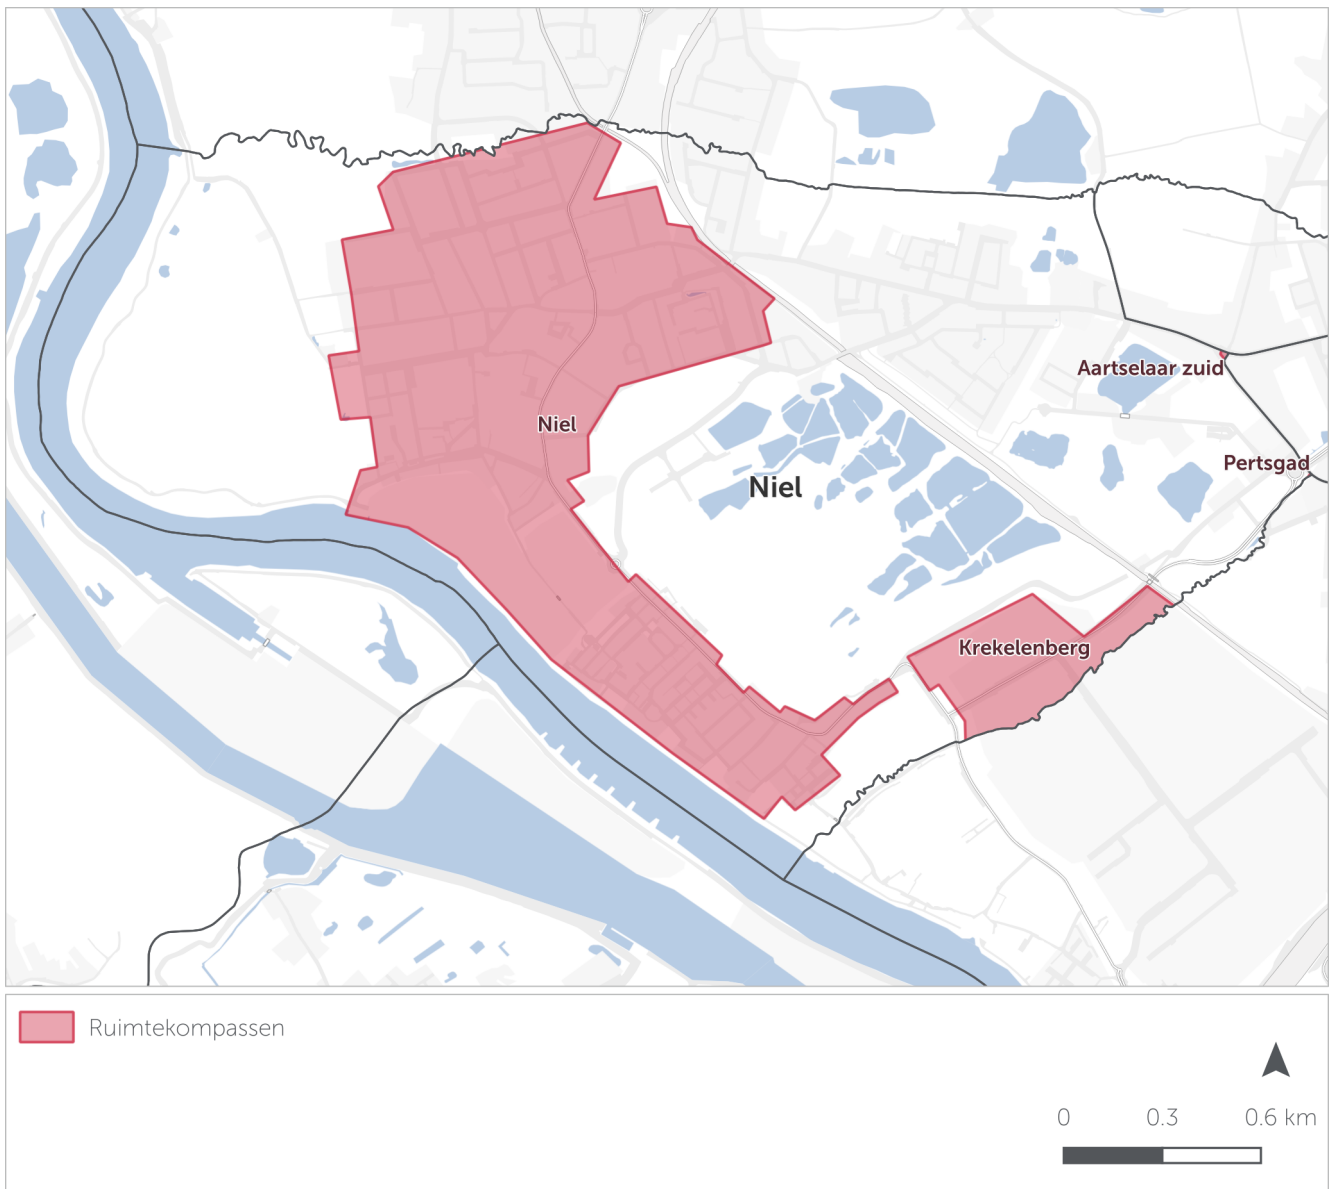 Aartselaar zuid
Niel
Pertsgad
Niel
Krekelenberg
Ruimtekompassen
0 0.3 0.6 km